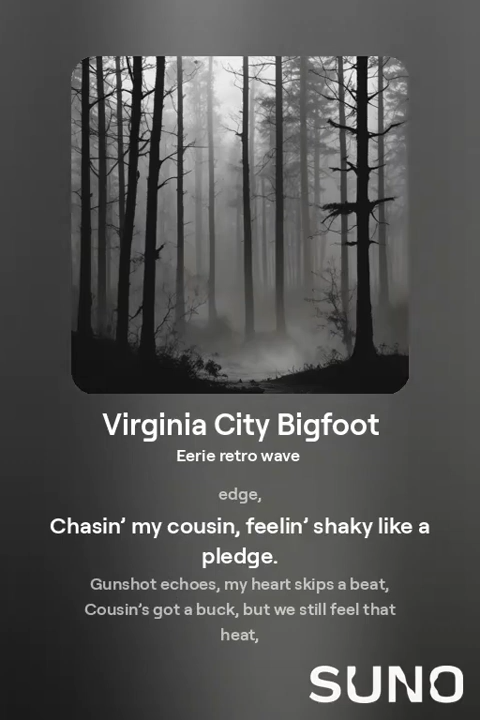 Virginia City Bigfoot
Eerie retro wave
edge,
Chasin’ my cousin, feelin’ shaky like a
pledge.
Gunshot echoes, my heart skips a beat,
Cousin’s got a buck, but we still feel that
heat,
SUNO